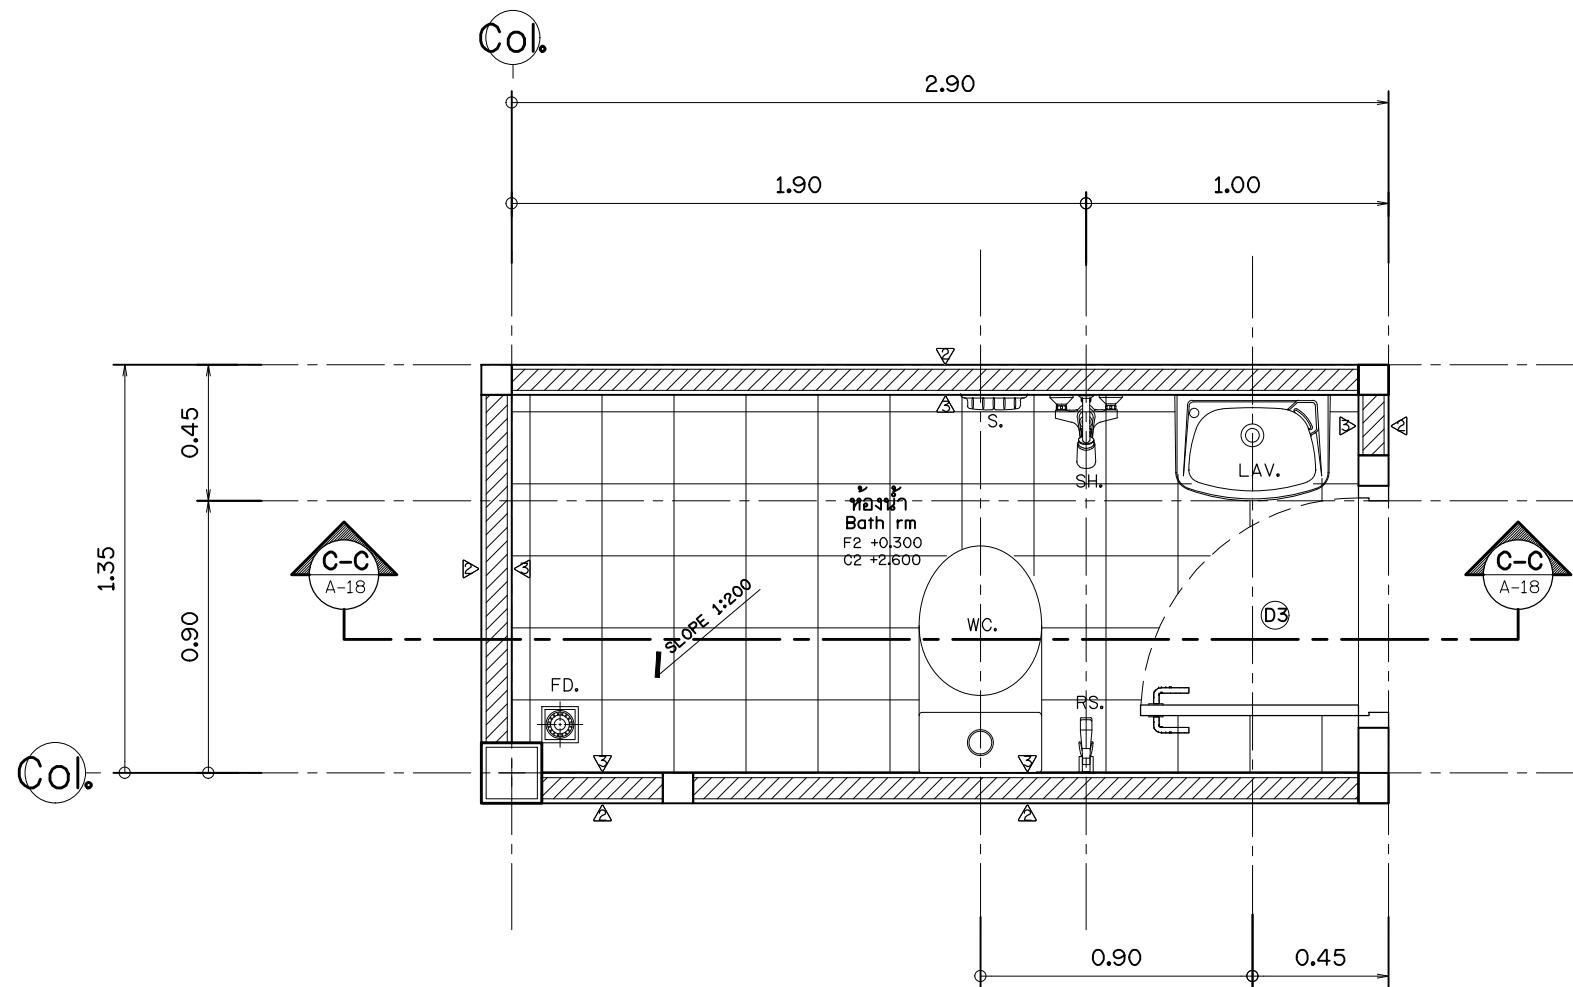 Col.
2.90
1.90
1.00
2
3
S.
3
2
0.45
LAV.
SH.
ห้องน้ำ
Bath rm
F2 +0.300
C2 +2.600
1.35
C-C
A-18
2
3
C-C
A-18
SLOPE 1:200
D3
0.90
WC.
FD.
RS.
Col.
3
3
2
2
0.90
0.45